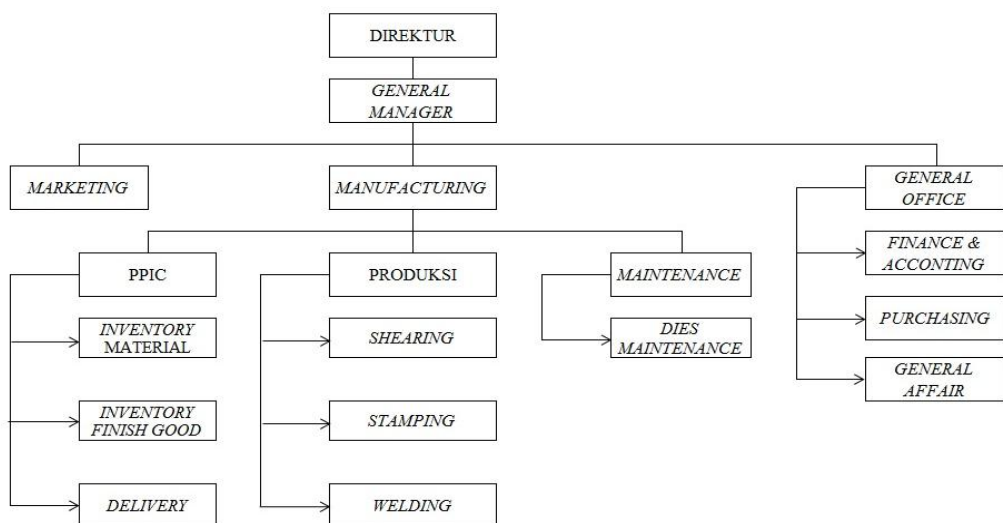 DIREKTUR
GENERAL
MANAGER
MARKETING
MANUFACTURING
GENERAL
OFFICE
PPIC
PRODUKSI
MAINTENANCE
FINANCE &
ACCONTING
INVENTORY
MATERIAL
SHEARING
DIES
MAINTENANCE
PURCHASING
GENERAL
AFFAIR
INVENTORY
FINISH GOOD
STAMPING
DELIVERY
WELDING